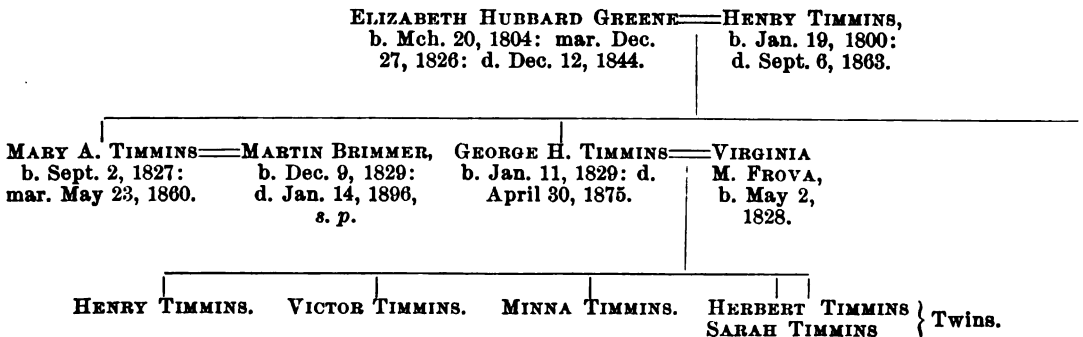 ELIZABETH HUBBARD GREENE HENRY TIMMINS,
b. Mch. 20, 1804: mar. Dec. b. Jan. 19, 1800:
27, 1826: d. Dec. 12, 1844. d. Sept. 6, 1863.
MARY A. TIMMINS MARTIN BRIMMER, GEORGE H. TIMMINS VIRGINIA
b. Sept. 2, 1827: b. Dec. 9, 1829: b. Jan. 11, 1829: d. M. FROVA,
mar. May 23, 1860. d. Jan. 14, 1896, April 30, 1875. b. May 2,
s. p. 1828.
HENRY TIMMINS. VICTOR TIMMINS. MINNA TIMMINS. HERBERT TIMMINS
SARAH TIMMINS } Twins.